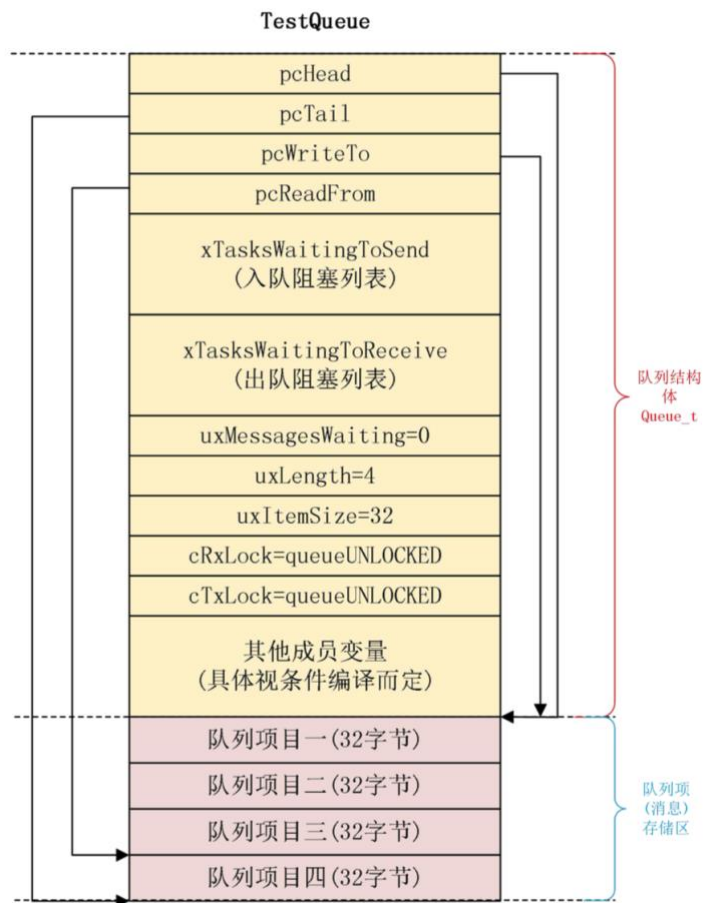 TestQueue
pcHead
pcTail
pcWriteTo
pcReadFrom
xTasksWaitingToSend
(入队阻塞列表)
xTasksWaitingToReceive
(出队阻塞列表)
uxMessagesWaiting=0
uxLength=4
uxItemSize=32
cRxLock=queueUNLOCKED
cTxLock=queueUNLOCKED
其他成员变量
(具体视条件编译而定)
队列结构
体
Queue_t
队列项目一(32字节)
队列项目二(32字节)
队列项目三(32字节)
队列项目四(32字节)
队列项
(消息)
存储区